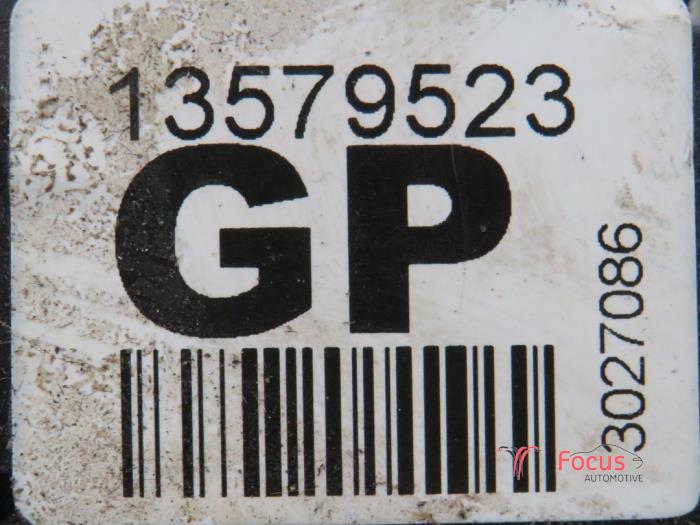 13579523
GP
3027086
Focus
AUTOMOTIVE